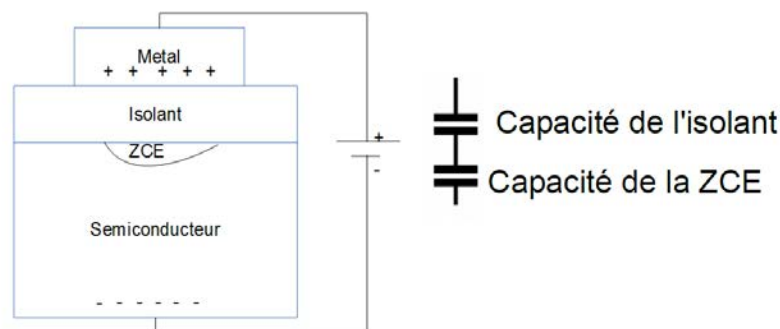 Metal
+ + + + +
Isolant
ZCE
+
-
Semiconducteur
- - - - - -
Capacité de l'isolant
Capacité de la ZCE